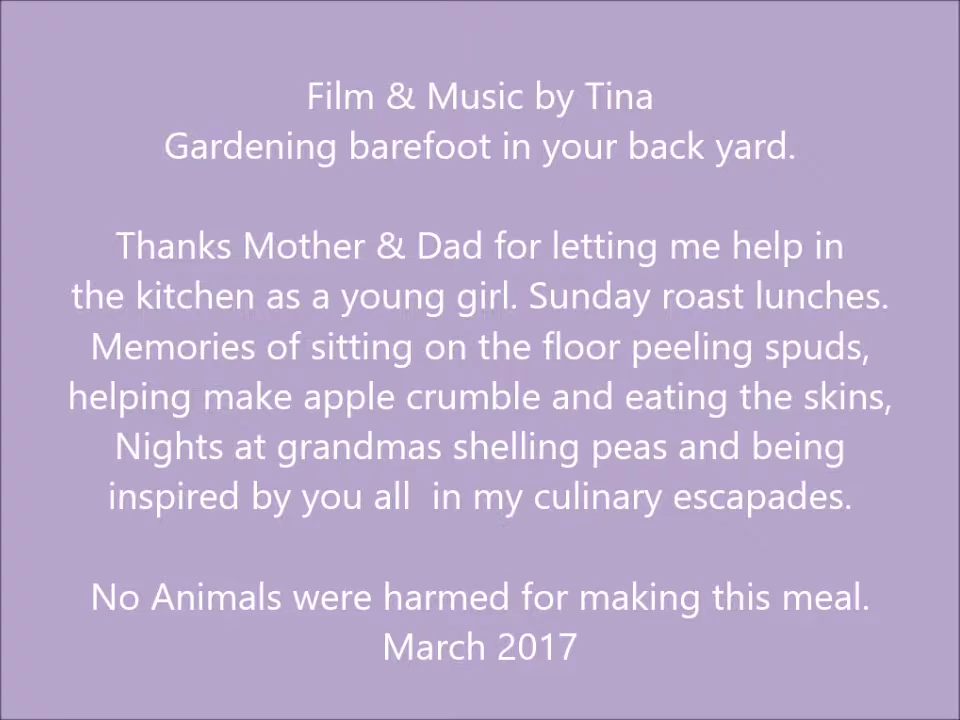 Film & Music by Tina
Gardening barefoot in your back yard.
Thanks Mother & Dad for letting me help in
the kitchen as a young girl. Sunday roast lunches.
Memories of sitting on the floor peeling spuds,
helping make apple crumble and eating the skins,
Nights at grandmas shelling peas and being
inspired by you all  in my culinary escapades.
No Animals were harmed for making this meal.
March 2017